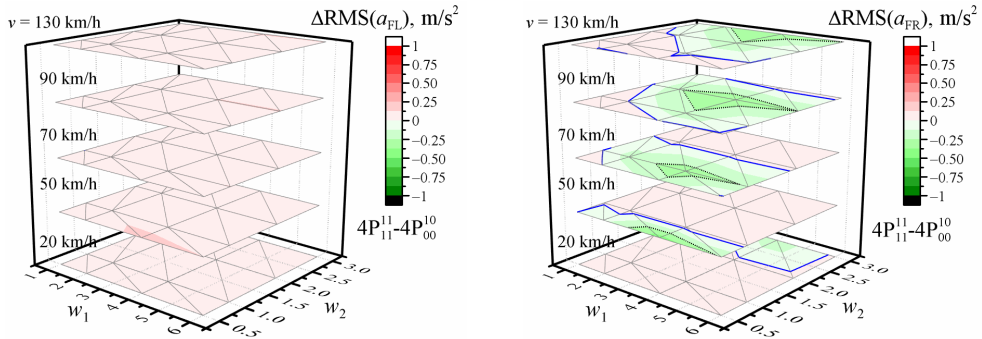 v = 130 km/h
90 km/h
70 km/h
50 km/h
20 km/h
1
2
3
4
5
6
w₁
0.5
1.0
1.5
2.0
2.5
3.0
w₂
ΔRMS(a_FL), m/s²
1
0.75
0.50
0.25
0
−0.25
−0.50
−0.75
−1
4P¹¹₁₁-4P¹⁰₀₀
v = 130 km/h
90 km/h
70 km/h
50 km/h
20 km/h
1
2
3
4
5
6
w₁
0.5
1.0
1.5
2.0
2.5
3.0
w₂
ΔRMS(a_FR), m/s²
1
0.75
0.50
0.25
0
−0.25
−0.50
−0.75
−1
4P¹¹₁₁-4P¹⁰₀₀